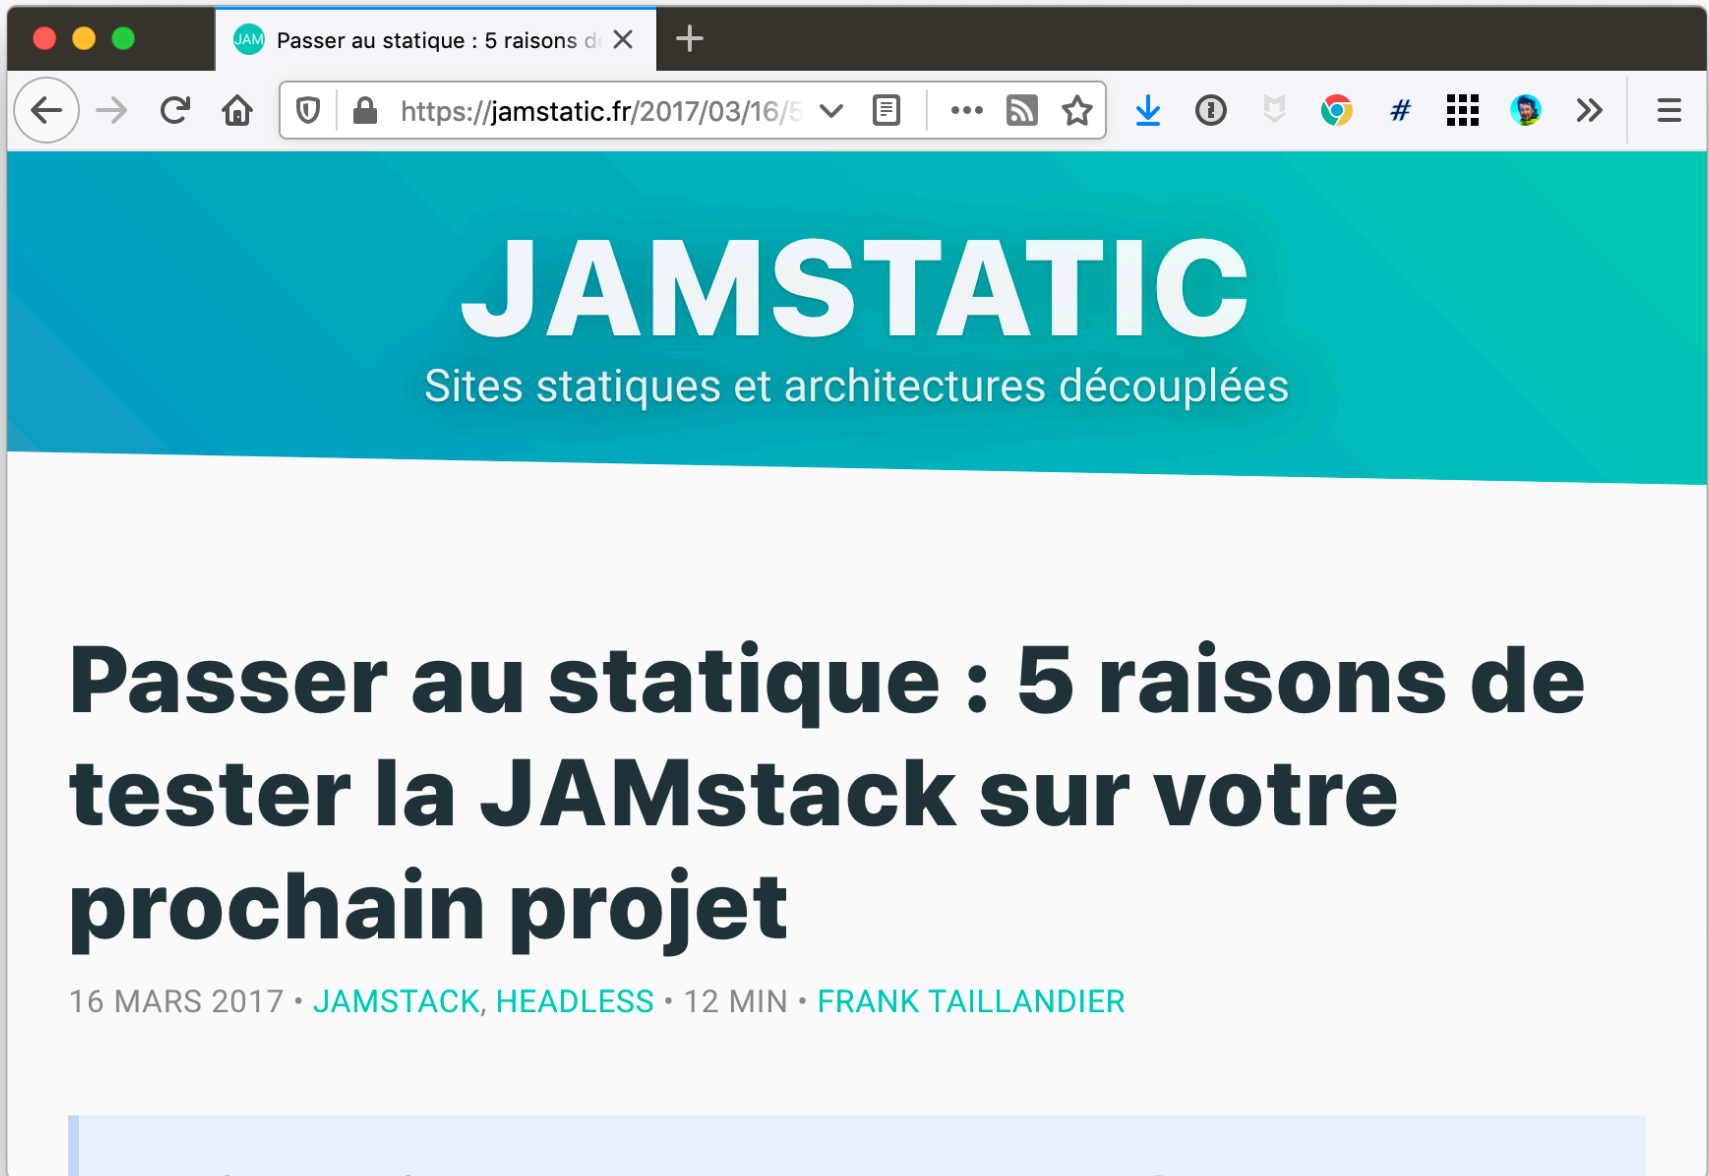 JAM Passer au statique : 5 raisons de
https://jamstatic.fr/2017/03/16/5
JAMSTATIC
Sites statiques et architectures découplées
Passer au statique : 5 raisons de
tester la JAMstack sur votre
prochain projet
16 MARS 2017 • JAMSTACK, HEADLESS • 12 MIN • FRANK TAILLANDIER